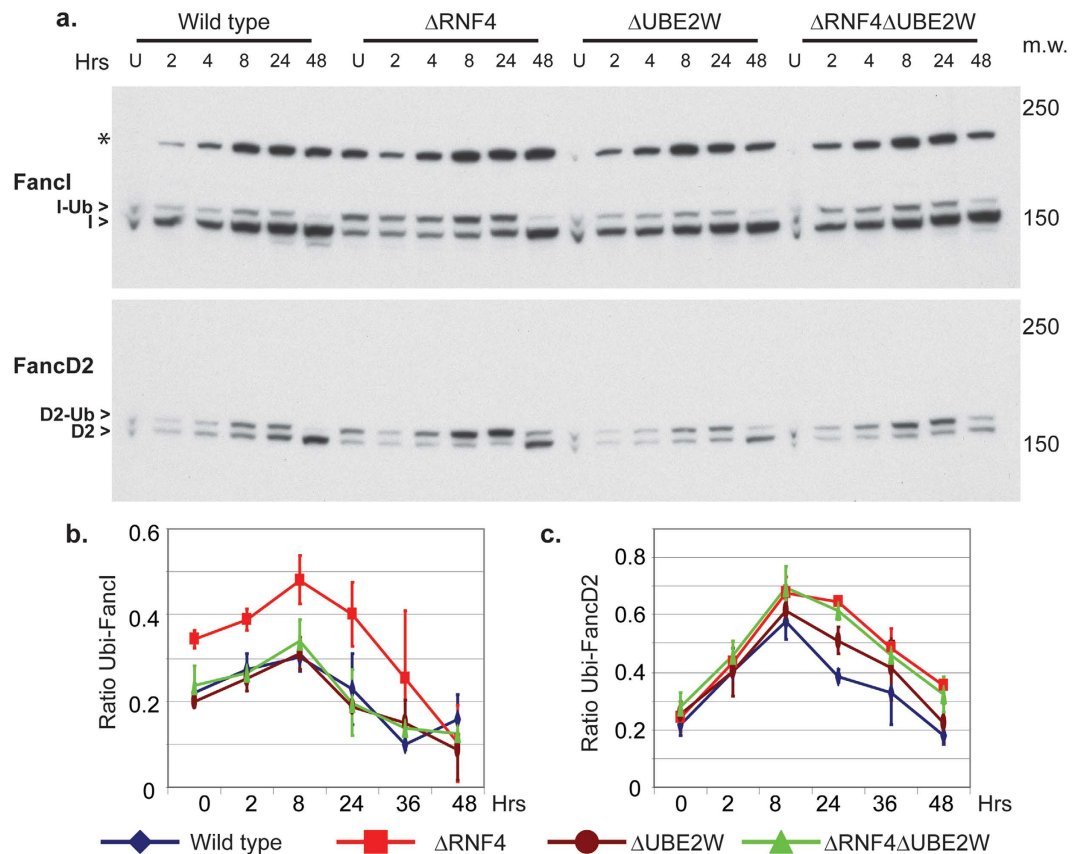 a. Wild type ΔRNF4 ΔUBE2W ΔRNF4ΔUBE2W m.w.
Hrs U 2 4 8 24 48 U 2 4 8 24 48 U 2 4 8 24 48 U 2 4 8 24 48
250
*
FancI
I-Ub >
I > 150
250
FancD2
D2-Ub >
D2 > 150
b. c.
Ratio Ubi-FancI
0.6
0.4
0.2
0
0 2 8 24 36 48 Hrs
Ratio Ubi-FancD2
0.8
0.6
0.4
0.2
0
0 2 8 24 36 48 Hrs
Wild type ΔRNF4 ΔUBE2W ΔRNF4ΔUBE2W